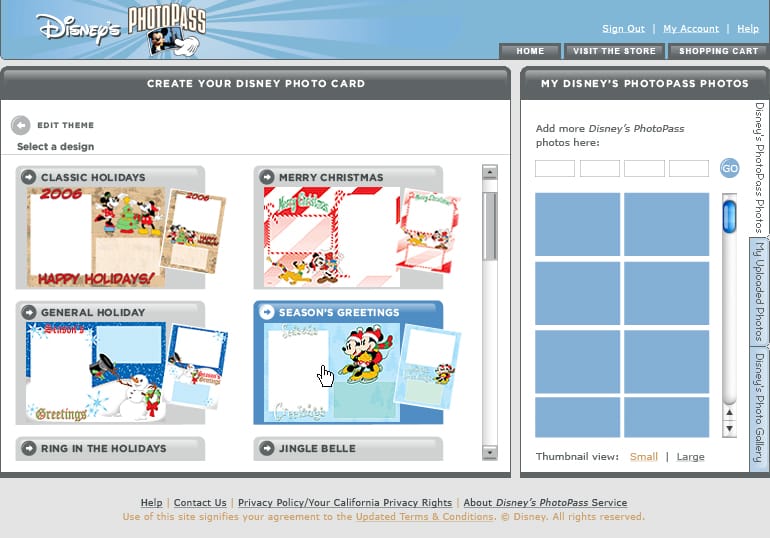 Disney's PHOTOPASS
Sign Out | My Account | Help
HOME
VISIT THE STORE
SHOPPING CART
CREATE YOUR DISNEY PHOTO CARD
EDIT THEME
Select a design
CLASSIC HOLIDAYS
2006
2006
HAPPY HOLIDAYS!
MERRY CHRISTMAS
Merry Christmas
GENERAL HOLIDAY
Season's
Greetings
Season's
Greetings
SEASON'S GREETINGS
Season's
Greetings
RING IN THE HOLIDAYS
JINGLE BELLE
MY DISNEY'S PHOTOPASS PHOTOS
Add more Disney's PhotoPass
photos here:
GO
Disney's PhotoPass Photos
My Uploaded Photos
Disney's Photo Gallery
Thumbnail view: Small | Large
Help | Contact Us | Privacy Policy/Your California Privacy Rights | About Disney's PhotoPass Service
Use of this site signifies your agreement to the Updated Terms & Conditions. © Disney. All rights reserved.